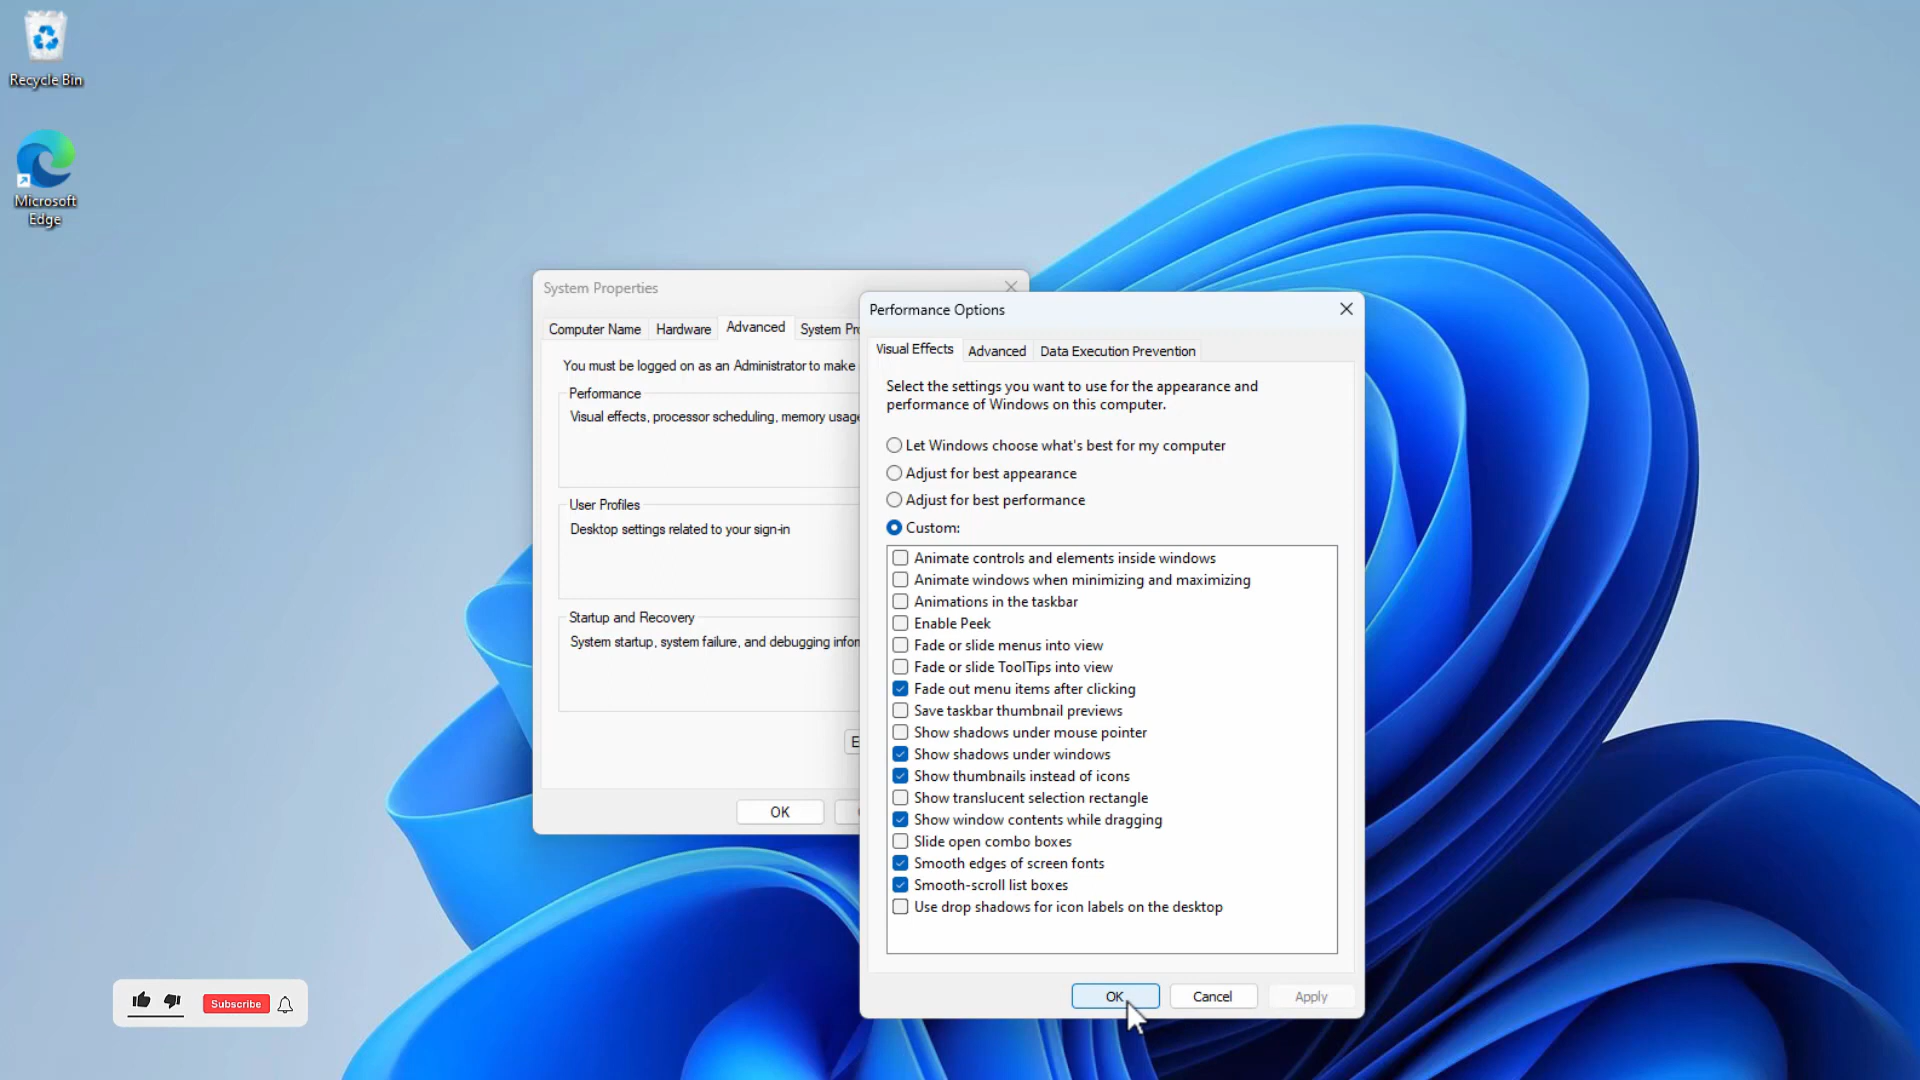 Recycle Bin
Microsoft
Edge
System Properties
Computer Name Hardware Advanced System
You must be logged on as an Administrator to make
Performance
Visual effects, processor scheduling, memory usage
User Profiles
Desktop settings related to your sign-in
Startup and Recovery
System startup, system failure, and debugging
OK
Performance Options
Visual Effects Advanced Data Execution Prevention
Select the settings you want to use for the appearance and
performance of Windows on this computer.
Let Windows choose what's best for my computer
Adjust for best appearance
Adjust for best performance
Custom:
Animate controls and elements inside windows
Animate windows when minimizing and maximizing
Animations in the taskbar
Enable Peek
Fade or slide menus into view
Fade or slide ToolTips into view
Fade out menu items after clicking
Save taskbar thumbnail previews
Show shadows under mouse pointer
Show shadows under windows
Show thumbnails instead of icons
Show translucent selection rectangle
Show window contents while dragging
Slide open combo boxes
Smooth edges of screen fonts
Smooth-scroll list boxes
Use drop shadows for icon labels on the desktop
OK Cancel Apply
Subscribe